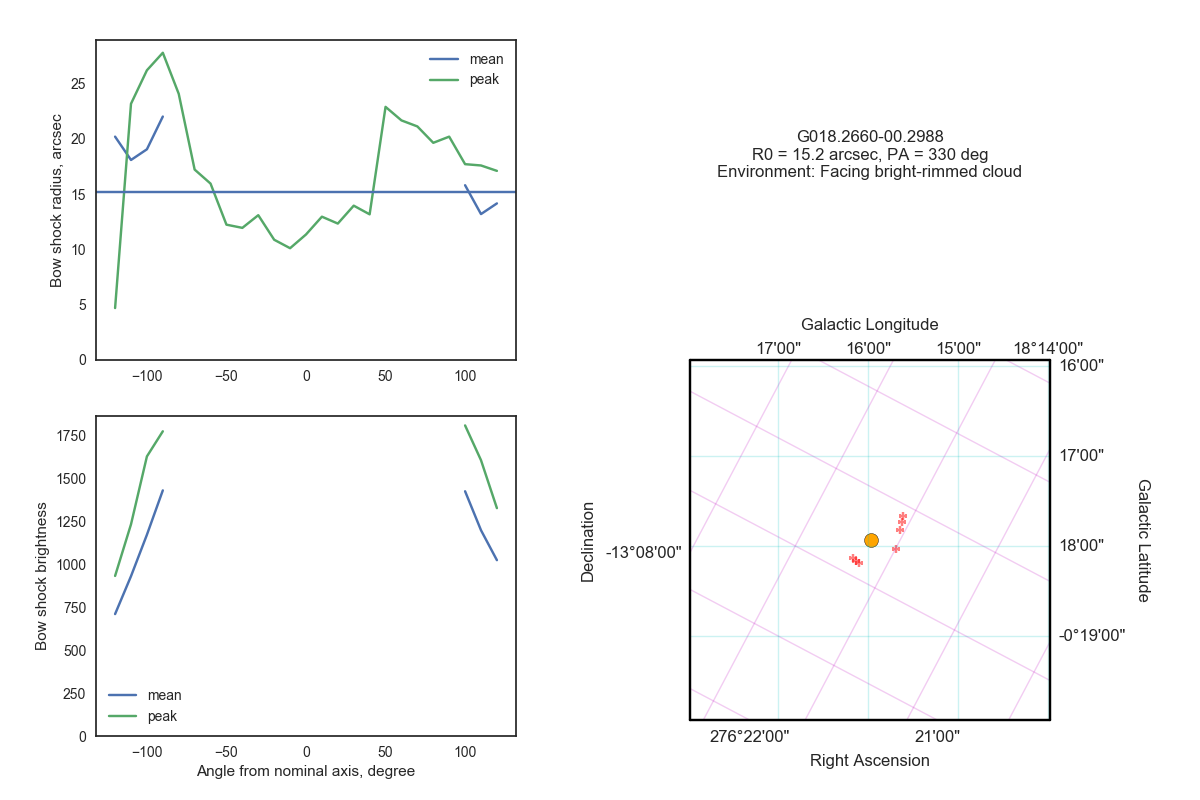 mean
peak
25
20
15
10
5
0
Bow shock radius, arcsec
−100
−50
0
50
100
1750
1500
1250
1000
750
500
250
0
Bow shock brightness
mean
peak
−100
−50
0
50
100
Angle from nominal axis, degree
G018.2660-00.2988
R0 = 15.2 arcsec, PA = 330 deg
Environment: Facing bright-rimmed cloud
Galactic Longitude
17'00"
16'00"
15'00"
18°14'00"
16'00"
17'00"
18'00"
-0°19'00"
Galactic Latitude
Declination
-13°08'00"
276°22'00"
21'00"
Right Ascension